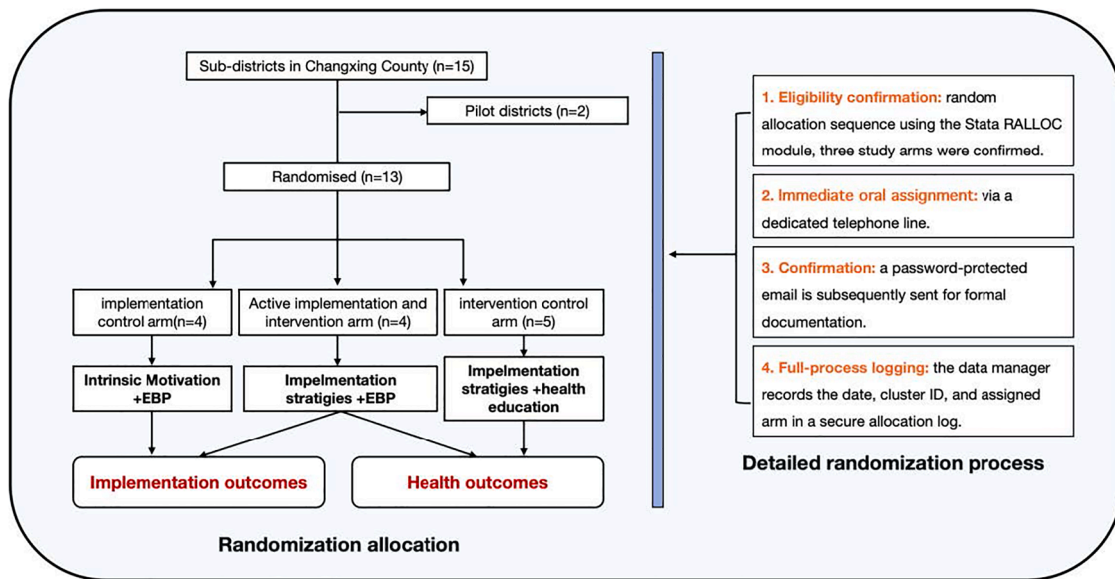 Sub-districts in Changxing County (n=15)
Pilot districts (n=2)
Randomised (n=13)
implementation
control arm(n=4)
Active implementation and
intervention arm (n=4)
intervention control
arm (n=5)
Intrinsic Motivation
+EBP
Impelmentation
stratigies +EBP
Impelmentation
stratigies +health
education
Implementation outcomes
Health outcomes
Randomization allocation
1. Eligibility confirmation: random
allocation sequence using the Stata RALLOC
module, three study arms were confirmed.
2. Immediate oral assignment: via a
dedicated telephone line.
3. Confirmation: a password-prctected
email is subsequently sent for formal
documentation.
4. Full-process logging: the data manager
records the date, cluster ID, and assigned
arm in a secure allocation log.
Detailed randomization process